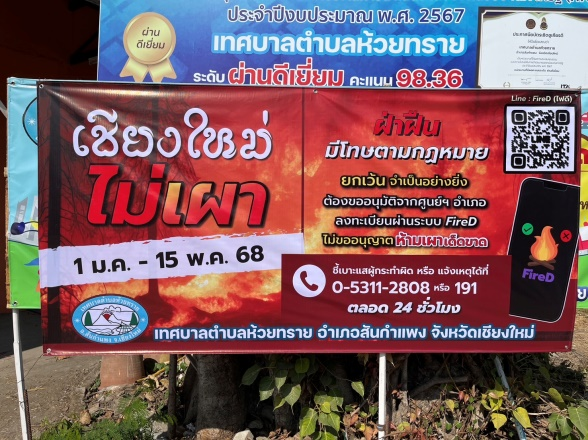 ประจำปีงบประมาณ พ.ศ. 2567
เทศบาลตำบลห้วยทราย
ระดับ ผ่านดีเยี่ยม คะแนน 98.36
ผ่าน
ดีเยี่ยม
เชียงใหม่
ไม่เผา
1 ม.ค. - 15 พ.ค. 68
Line : FireD (ไฟดี)
ฝ่าฝืน
มีโทษตามกฎหมาย
ยกเว้น จำเป็นอย่างยิ่ง
ต้องขออนุมัติจากศูนย์ฯ อำเภอ
ลงทะเบียนผ่านระบบ FireD
ไม่ขออนุญาต ห้ามเผาเด็ดขาด
FireD
ชี้เบาะแสผู้กระทำผิด หรือ แจ้งเหตุได้ที่
0-5311-2808 หรือ 191
ตลอด 24 ชั่วโมง
เทศบาลตำบลห้วยทราย อำเภอสันกำแพง จังหวัดเชียงใหม่